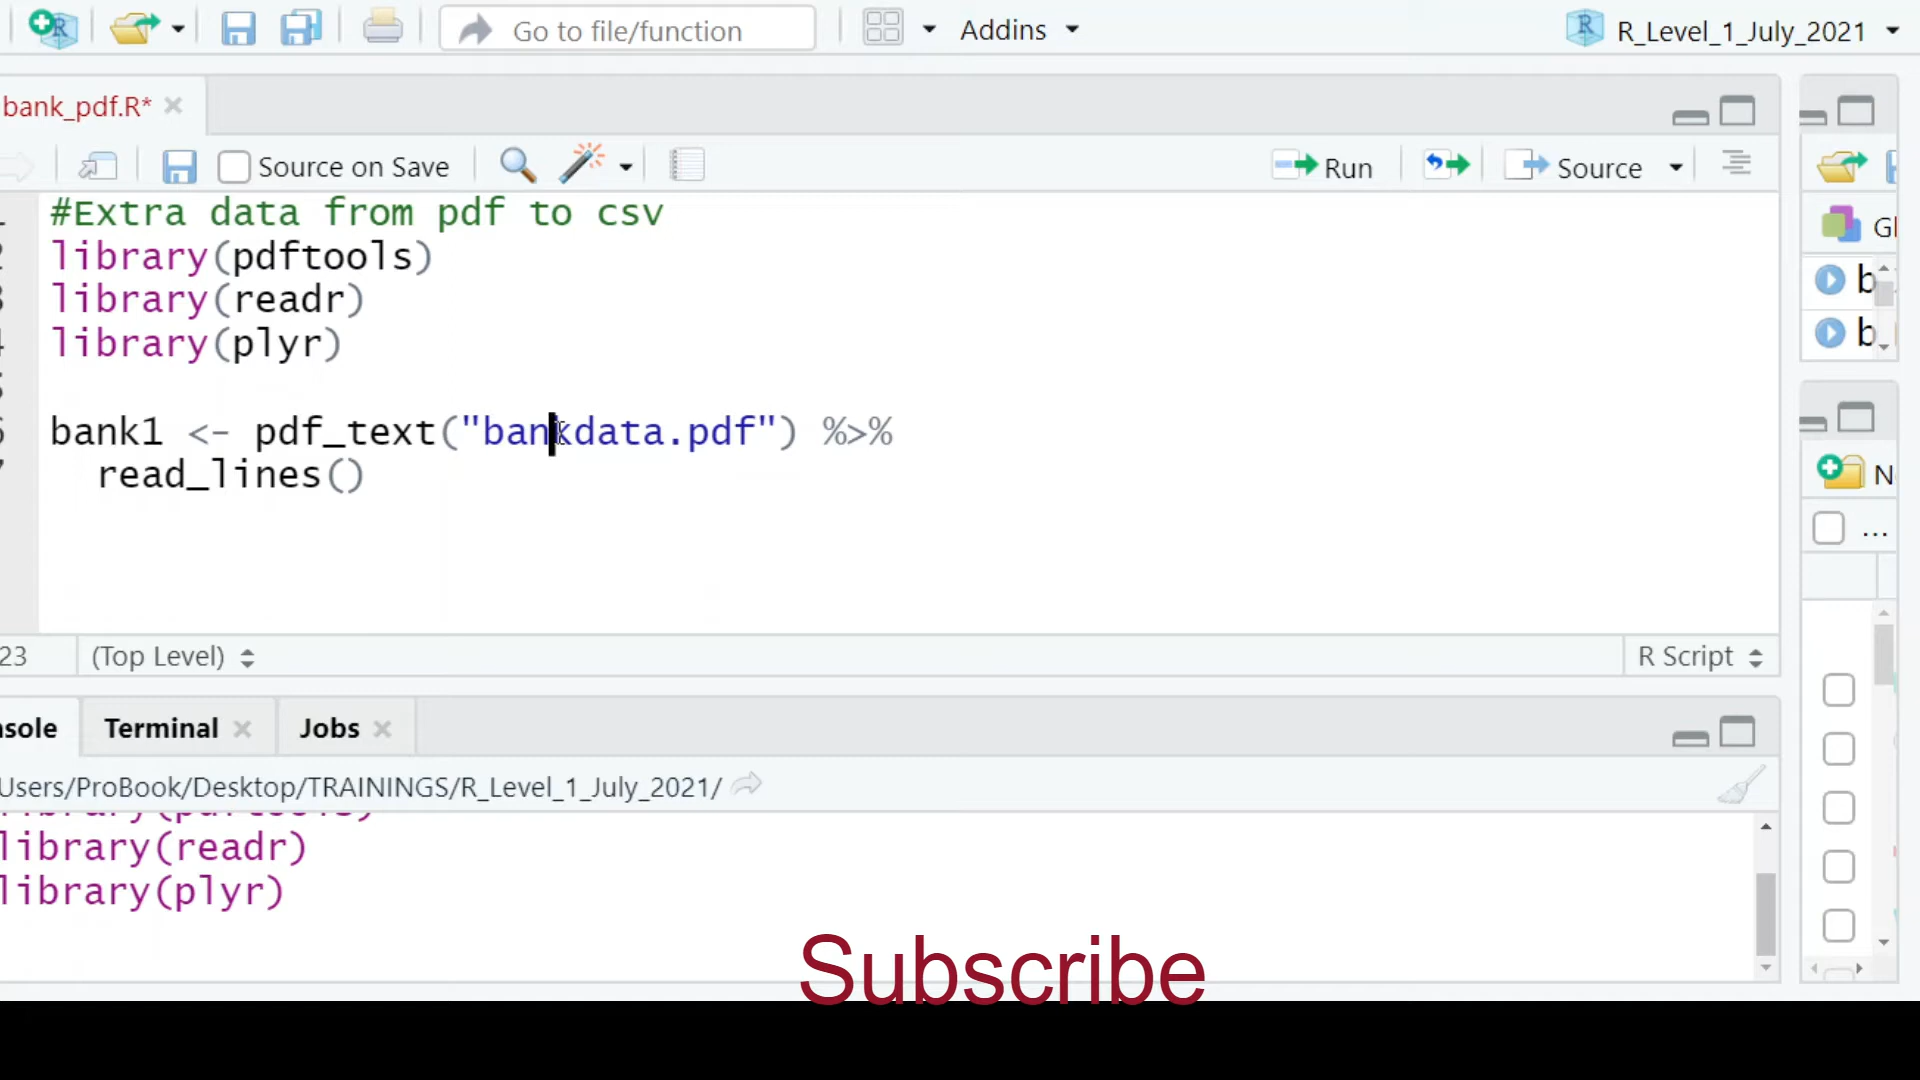 Go to file/function
Addins
R_Level_1_July_2021
bank_pdf.R*
Source on Save
Run
Source
#Extra data from pdf to csv
library(pdftools)
library(readr)
library(plyr)
bank1 <- pdf_text("bankdata.pdf") %>%
read_lines()
23
(Top Level)
R Script
Terminal
Jobs
Users/ProBook/Desktop/TRAININGS/R_Level_1_July_2021/
library(pdftools)
library(readr)
library(plyr)
Subscribe